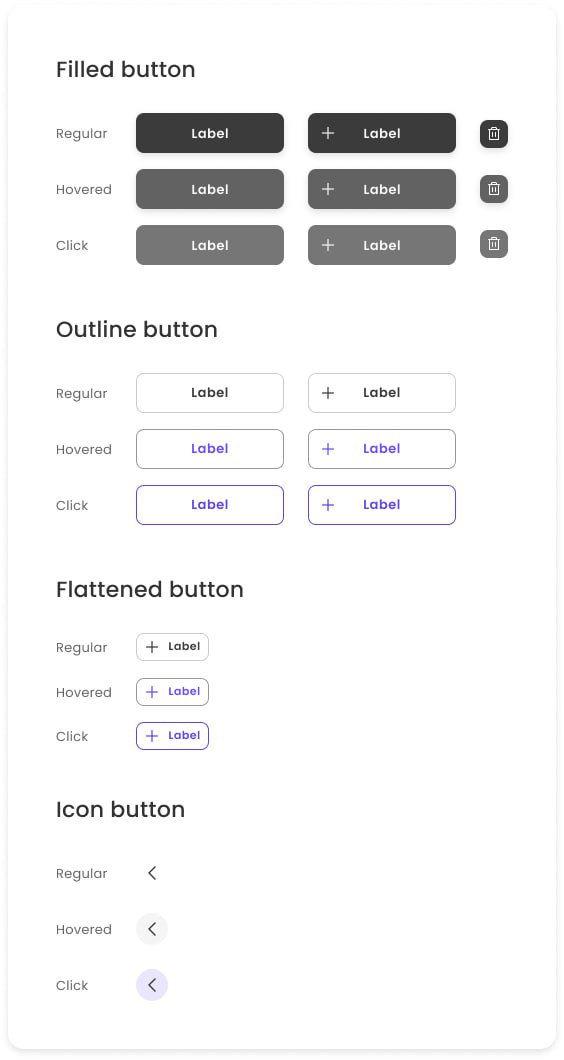 Filled button
Regular Label Label
Hovered Label Label
Click Label Label
Outline button
Regular Label Label
Hovered Label Label
Click Label Label
Flattened button
Regular Label
Hovered Label
Click Label
Icon button
Regular
Hovered
Click